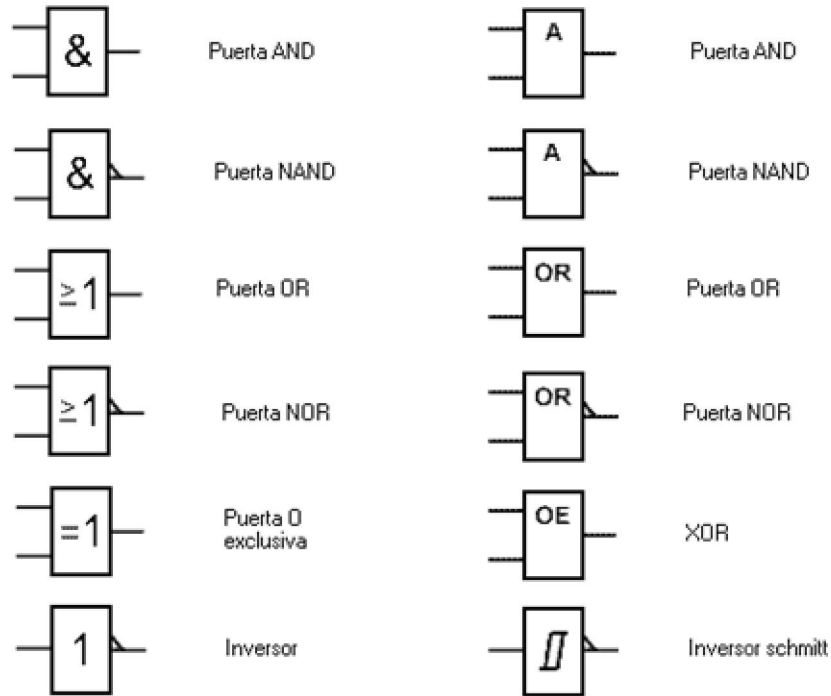 &
Puerta AND
A
Puerta AND
&
Puerta NAND
A
Puerta NAND
≥1
Puerta OR
OR
Puerta OR
≥1
Puerta NOR
OR
Puerta NOR
=1
Puerta O
exclusiva
OE
XOR
1
Inversor
Inversor schmitt